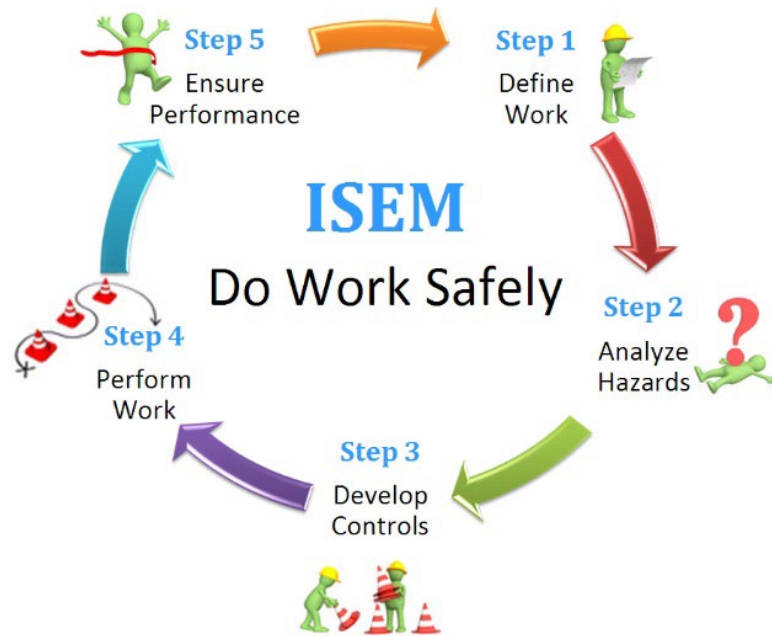 Step 5
Ensure
Performance
Step 1
Define
Work
ISEM
Do Work Safely
Step 2
Analyze
Hazards
?
Step 3
Develop
Controls
Step 4
Perform
Work